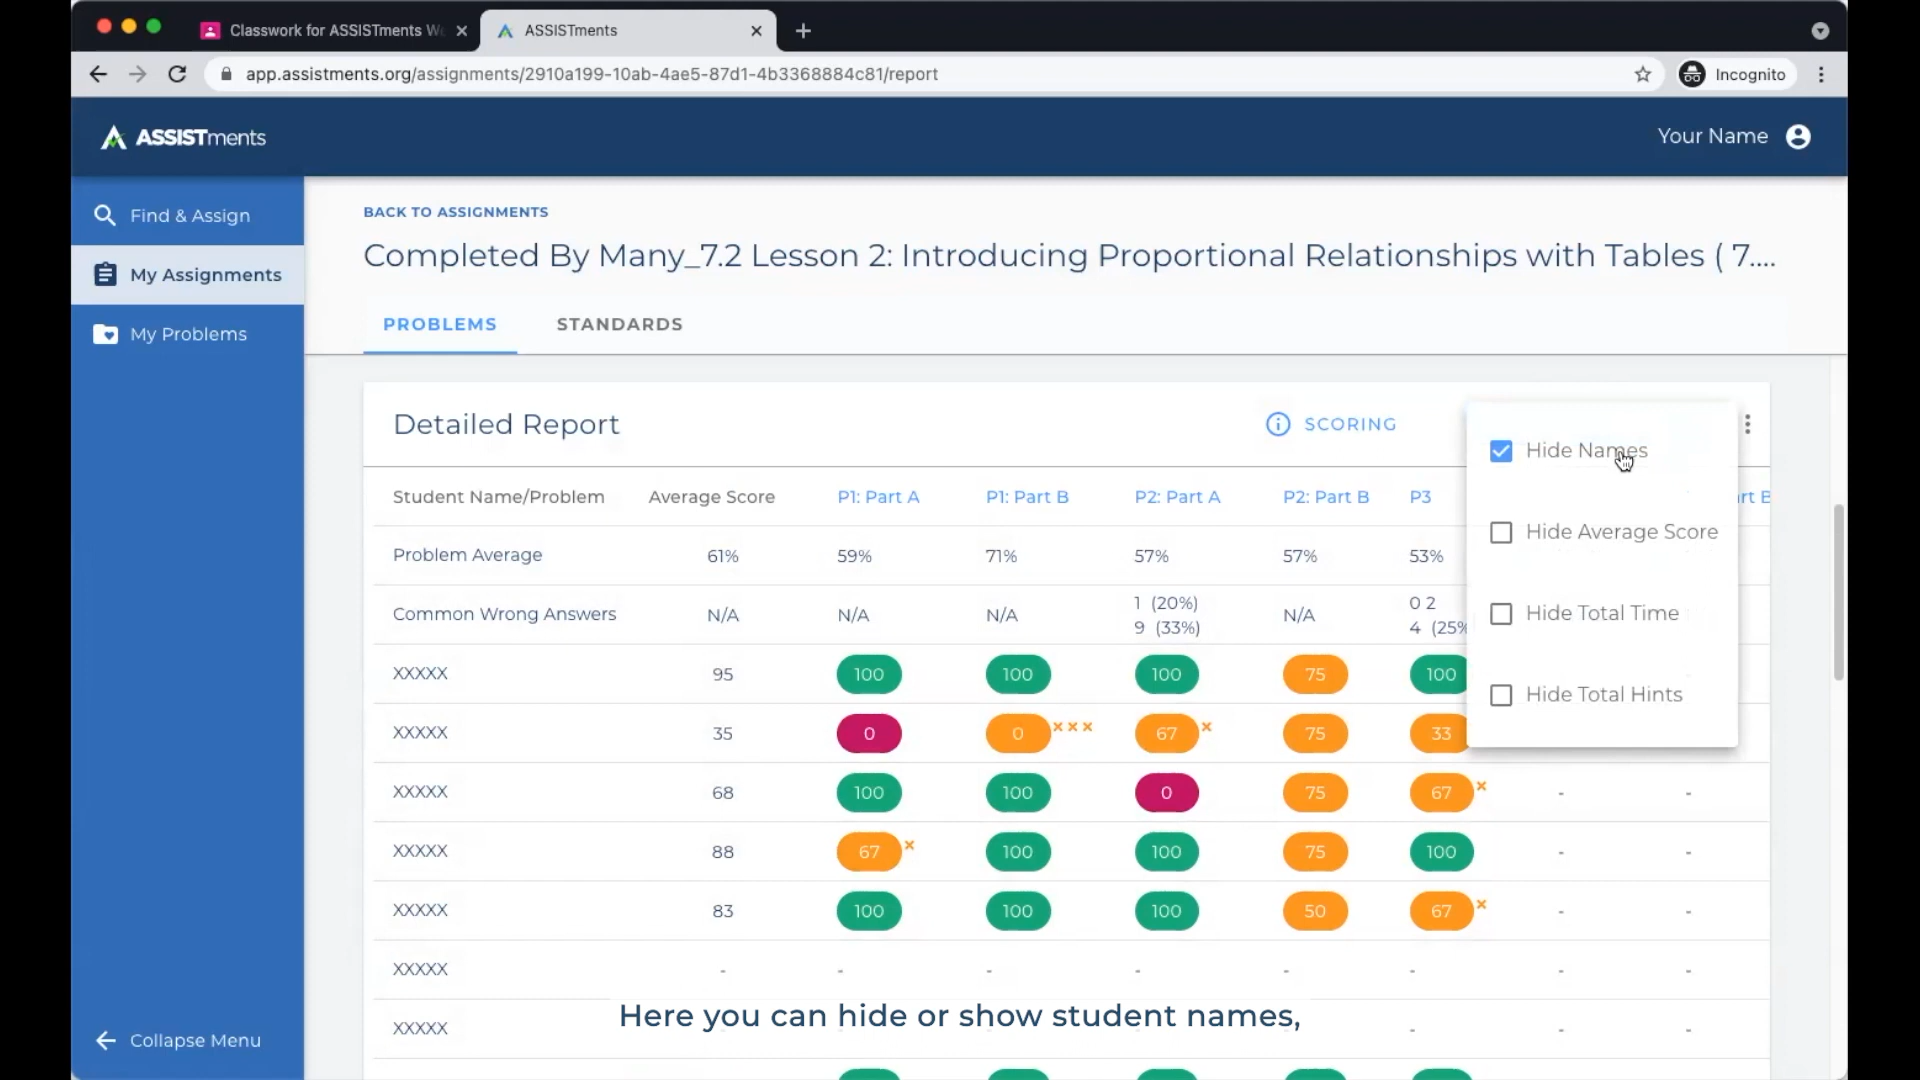 Classwork for ASSISTments
ASSISTments
app.assistments.org/assignments/2910a199-10ab-4ae5-87d1-4b3368884c81/report
Incognito
ASSISTments
Your Name
Find & Assign
My Assignments
My Problems
Collapse Menu
BACK TO ASSIGNMENTS
Completed By Many_7.2 Lesson 2: Introducing Proportional Relationships with Tables ( 7....
PROBLEMS STANDARDS
Detailed Report SCORING
Hide Names
Hide Average Score
Hide Total Time
Hide Total Hints
Student Name/Problem Average Score P1: Part A P1: Part B P2: Part A P2: Part B P3
Problem Average 61% 59% 71% 57% 57% 53%
Common Wrong Answers N/A N/A N/A 1 (20%) N/A 0 2
9 (33%) 4 (25%
XXXXX 95 100 100 100 75 100
XXXXX 35 0 0 ××× 67 × 75 33
XXXXX 68 100 100 0 75 67 × - -
XXXXX 88 67 × 100 100 75 100 - -
XXXXX 83 100 100 100 50 67 × - -
XXXXX - - - - - - - -
XXXXX - - -
Here you can hide or show student names,